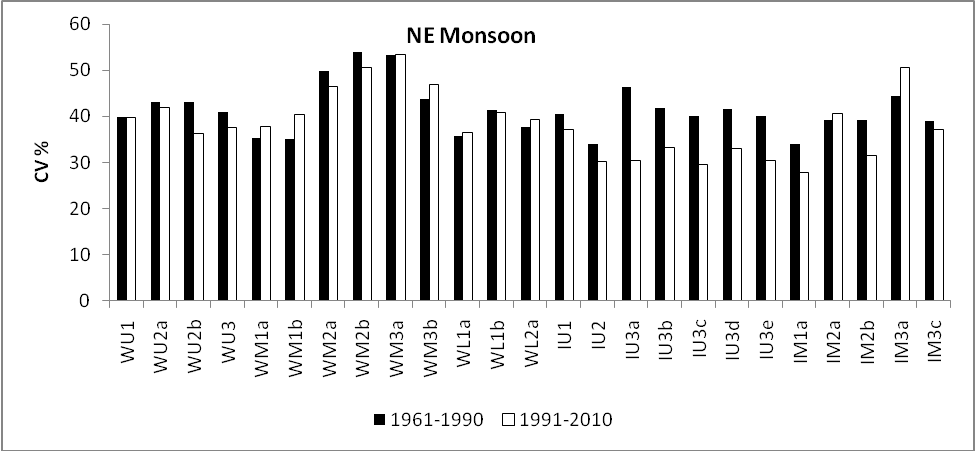 NE Monsoon
CV %
60
50
40
30
20
10
0
WU1
WU2a
WU2b
WU3
WM1a
WM1b
WM2a
WM2b
WM3a
WM3b
WL1a
WL1b
WL2a
IU1
IU2
IU3a
IU3b
IU3c
IU3d
IU3e
IM1a
IM2a
IM2b
IM3a
IM3c
1961-1990 1991-2010